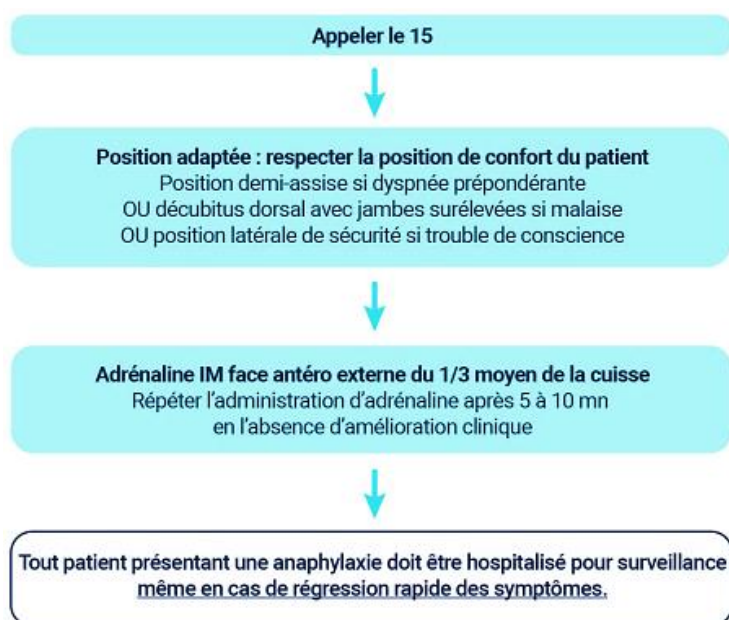 Appeler le 15
Position adaptée : respecter la position de confort du patient
Position demi-assise si dyspnée prépondérante
OU décubitus dorsal avec jambes surélevées si malaise
OU position latérale de sécurité si trouble de conscience
Adrénaline IM face antéro externe du 1/3 moyen de la cuisse
Répéter l'administration d'adrénaline après 5 à 10 mn
en l'absence d'amélioration clinique
Tout patient présentant une anaphylaxie doit être hospitalisé pour surveillance
même en cas de régression rapide des symptômes.